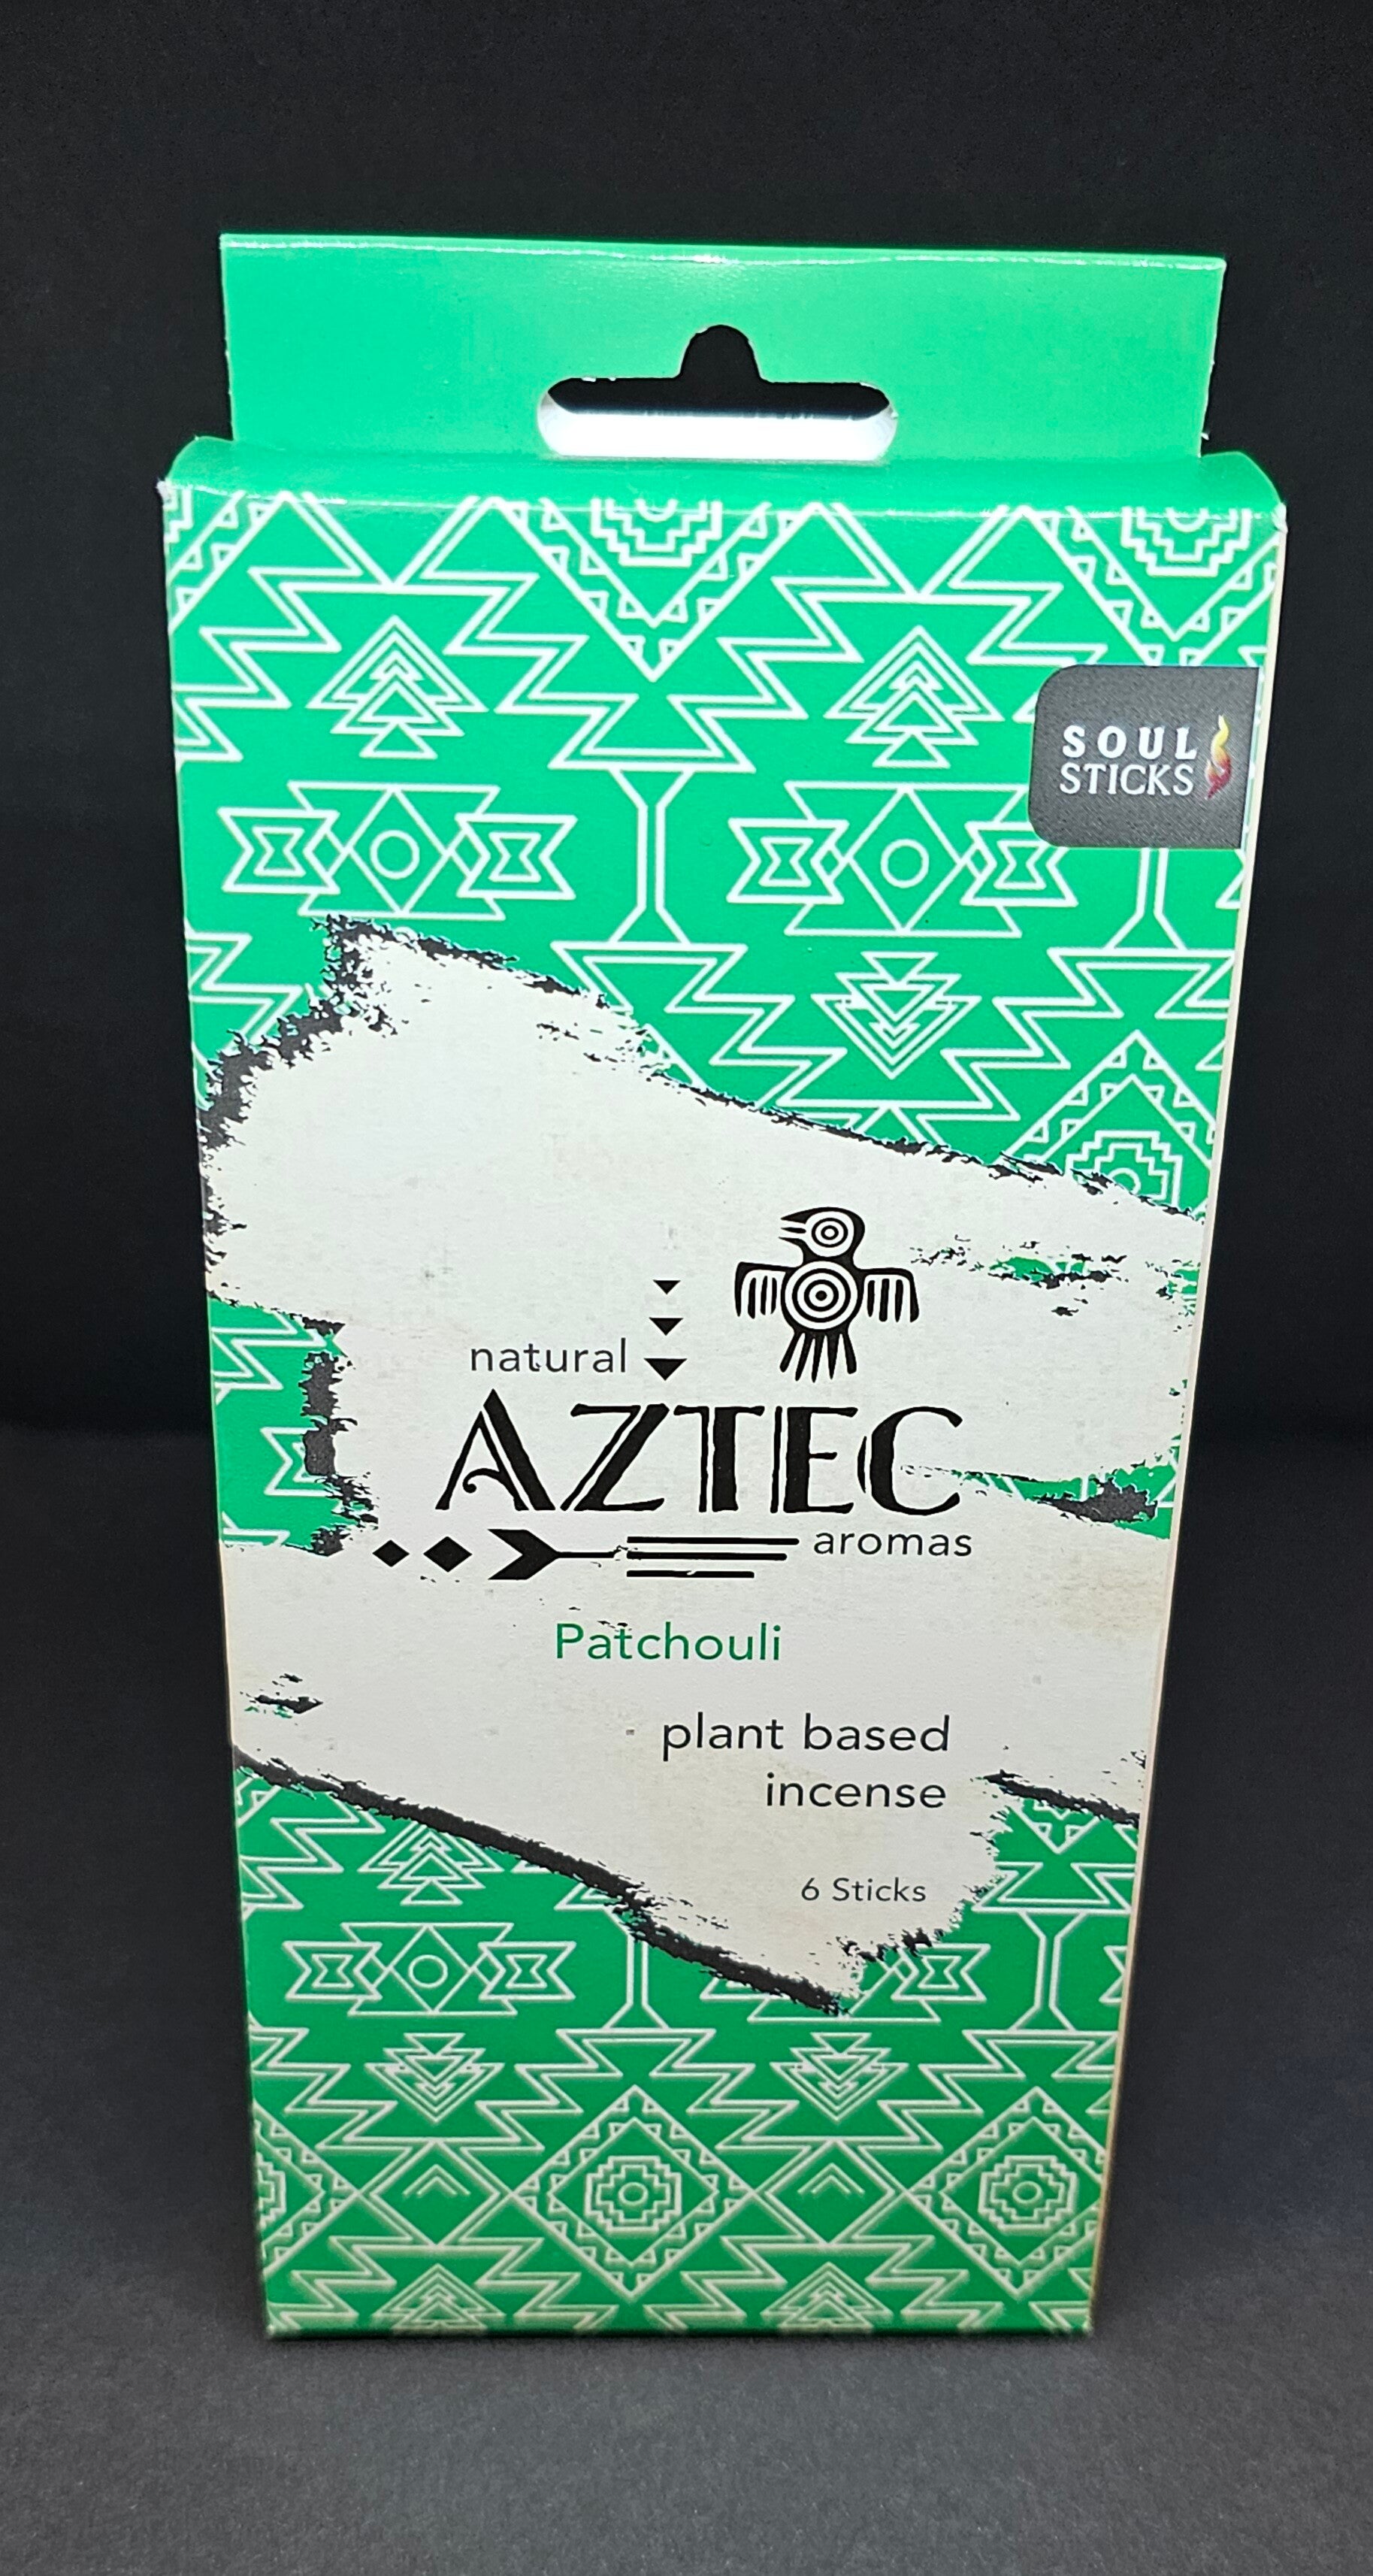 SOUL
STICKS
natural
AZTEC
aromas
Patchouli
plant based
incense
6 Sticks